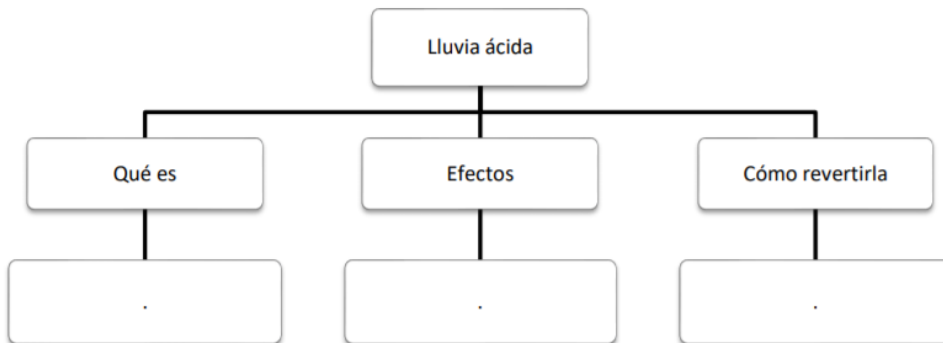 Lluvia ácida
Qué es
Efectos
Cómo revertirla
.
.
.